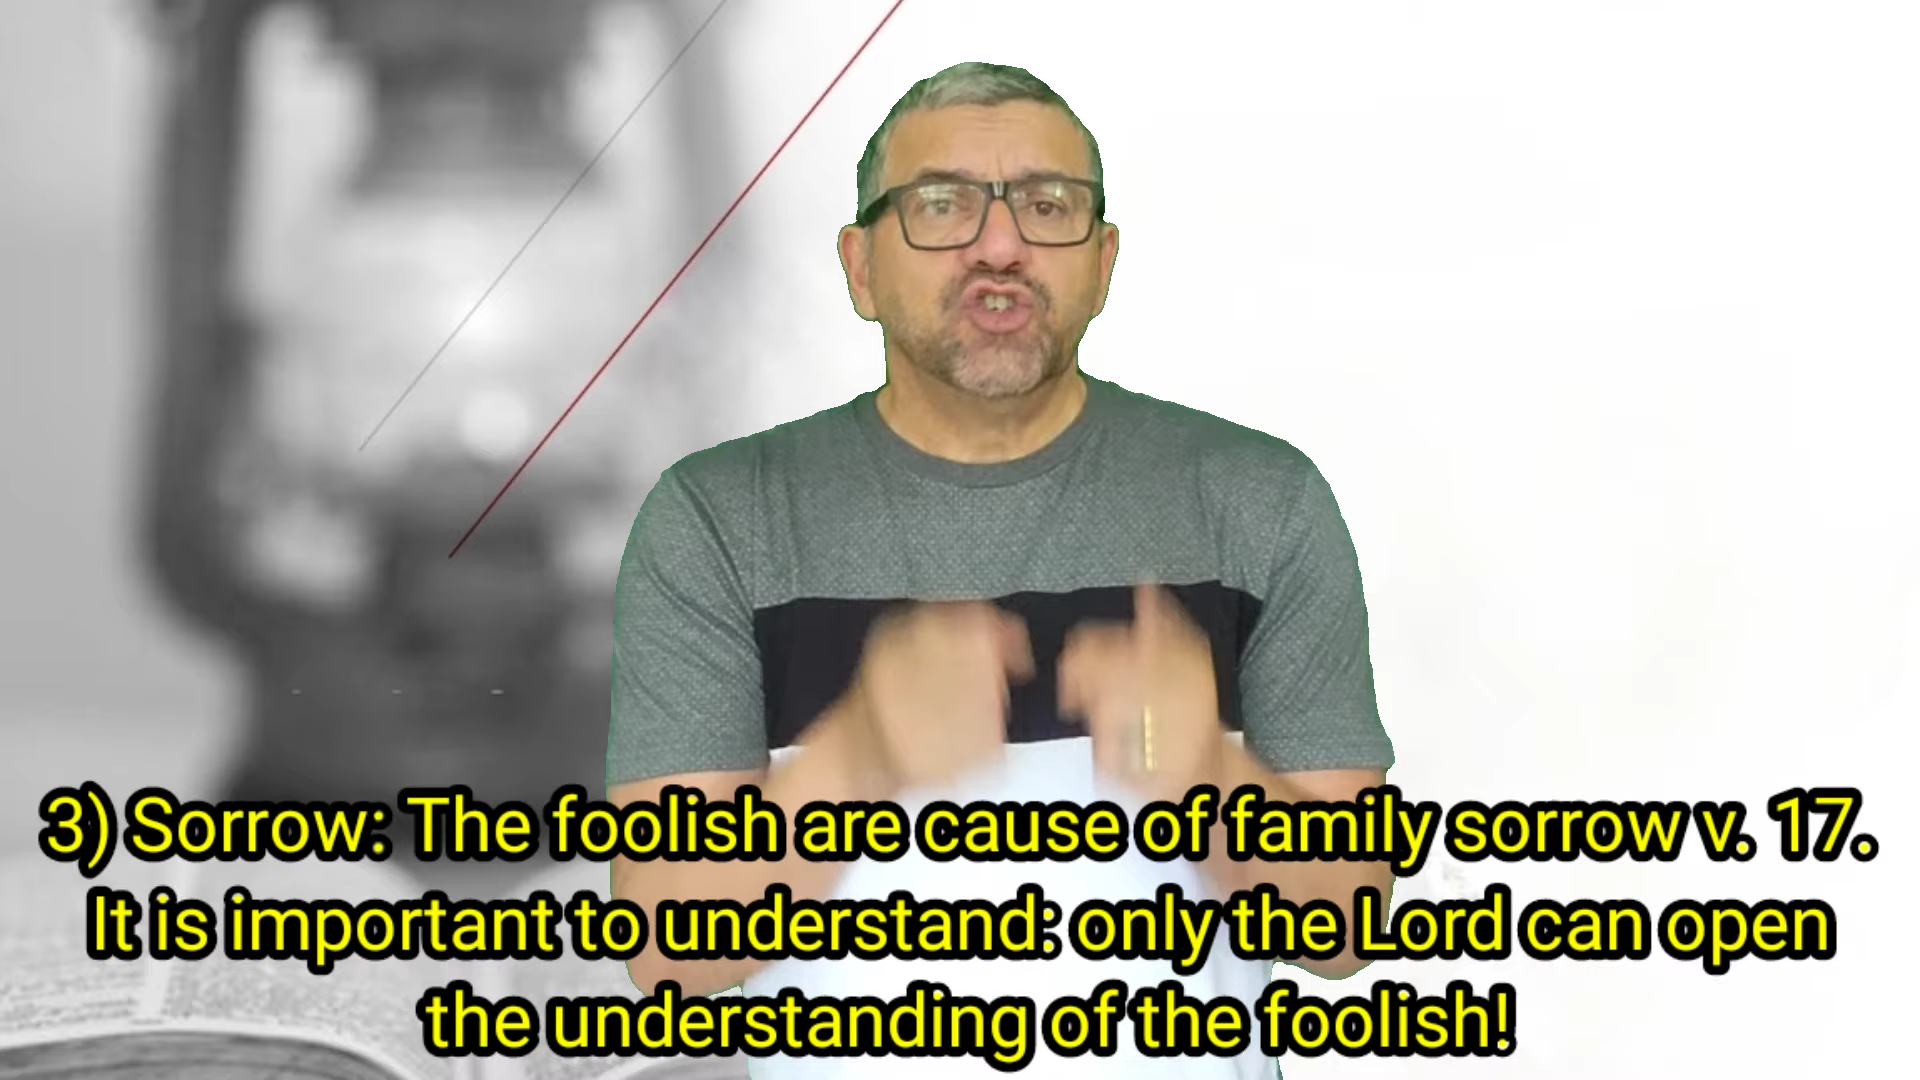 3) Sorrow: The foolish are cause of family sorrow v. 17.
It is important to understand: only the Lord can open
the understanding of the foolish!